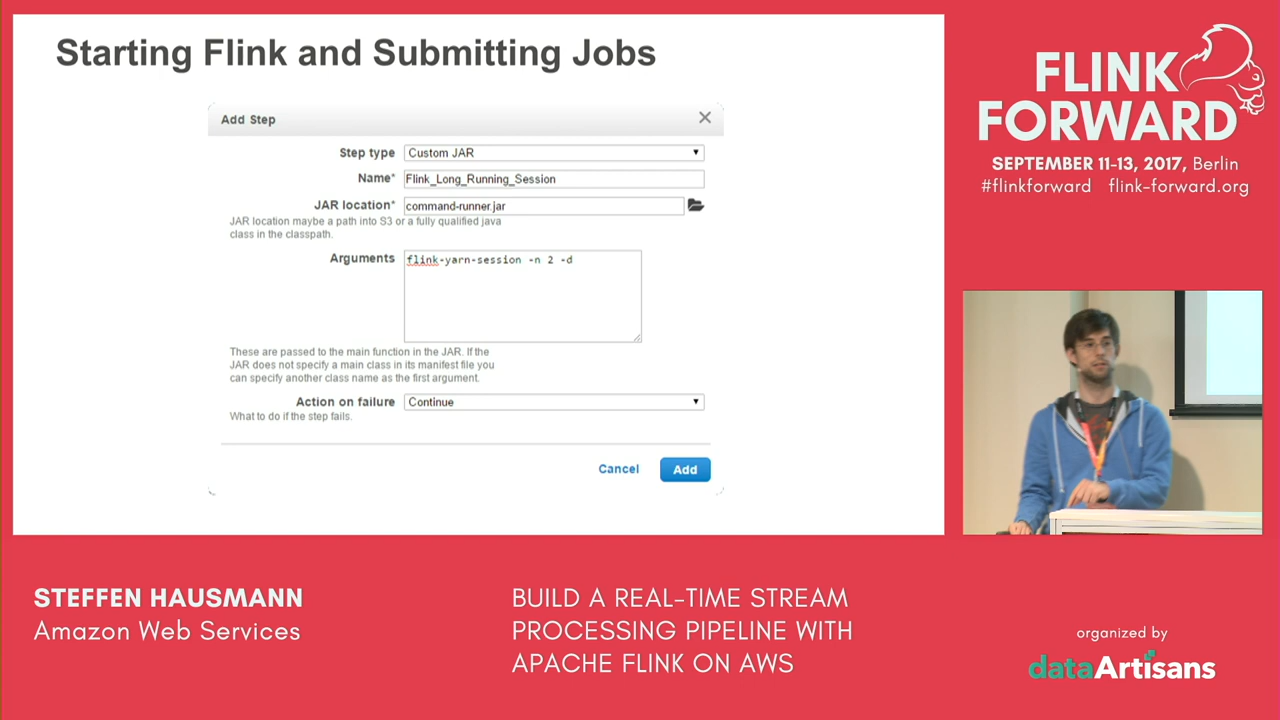 Starting Flink and Submitting Jobs
Add Step
Step type
Custom JAR
Name*
Flink_Long_Running_Session
JAR location*
command-runner.jar
JAR location maybe a path into S3 or a fully qualified java
class in the classpath.
Arguments
flink-yarn-session -n 2 -d
These are passed to the main function in the JAR. If the
JAR does not specify a main class in its manifest file you
can specify another class name as the first argument.
Action on failure
Continue
What to do if the step fails.
Cancel
Add
FLINK
FORWARD
SEPTEMBER 11-13, 2017, Berlin
#flinkforward flink-forward.org
STEFFEN HAUSMANN
Amazon Web Services
BUILD A REAL-TIME STREAM
PROCESSING PIPELINE WITH
APACHE FLINK ON AWS
organized by
dataArtisans